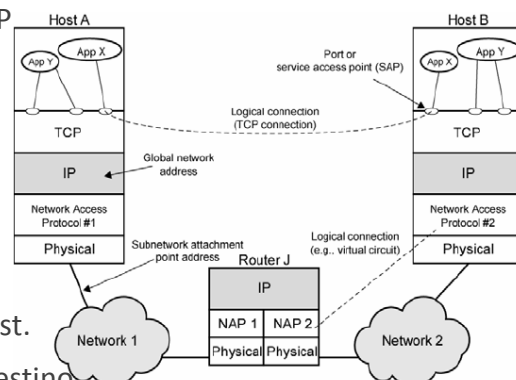 P
Host A
Host B
App Y
App X
App X
App Y
Port or
service access point (SAP)
Logical connection
(TCP connection)
TCP
TCP
IP
IP
Global network
address
Network Access
Protocol #1
Network Access
Protocol #2
Physical
Physical
Subnetwork attachment
point address
Logical connection
(e.g., virtual circuit)
Router J
IP
NAP 1
NAP 2
Physical
Physical
Network 1
Network 2
st.
esting